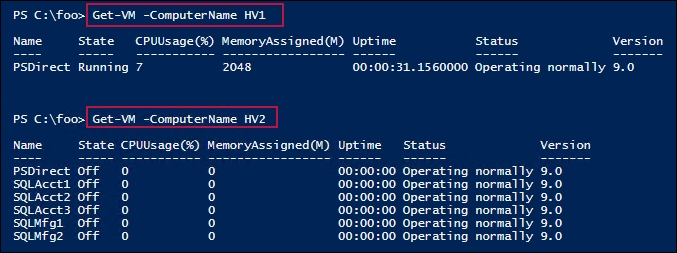 PS C:\foo> Get-VM -ComputerName HV1
Name State CPUUsage(%) MemoryAssigned(M) Uptime Status Version
---- ----- ----------- ----------------- ------ ------ -------
PSDirect Running 7 2048 00:00:31.1560000 Operating normally 9.0
PS C:\foo> Get-VM -ComputerName HV2
Name State CPUUsage(%) MemoryAssigned(M) Uptime Status Version
---- ----- ----------- ----------------- ------ ------ -------
PSDirect Off 0 0 00:00:00 Operating normally 9.0
SQLAcct1 Off 0 0 00:00:00 Operating normally 9.0
SQLAcct2 Off 0 0 00:00:00 Operating normally 9.0
SQLAcct3 Off 0 0 00:00:00 Operating normally 9.0
SQLMfg1 Off 0 0 00:00:00 Operating normally 9.0
SQLMfg2 Off 0 0 00:00:00 Operating normally 9.0